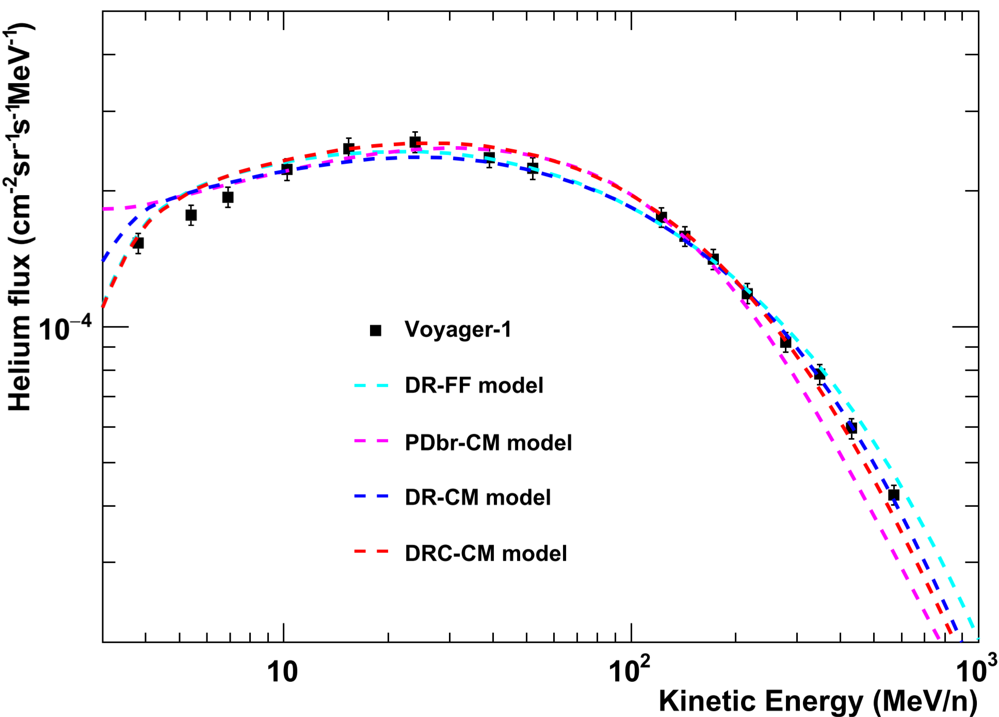 Helium flux (cm⁻²sr⁻¹s⁻¹MeV⁻¹)
10⁻⁴
Voyager-1
DR-FF model
PDbr-CM model
DR-CM model
DRC-CM model
10 10² 10³
Kinetic Energy (MeV/n)